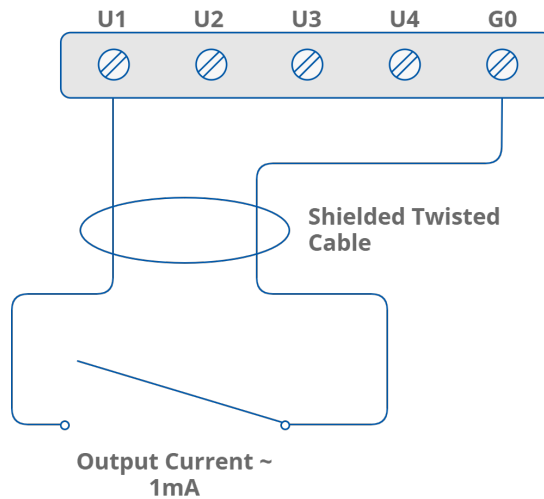 U1 U2 U3 U4 G0
Shielded Twisted
Cable
Output Current ~
1mA